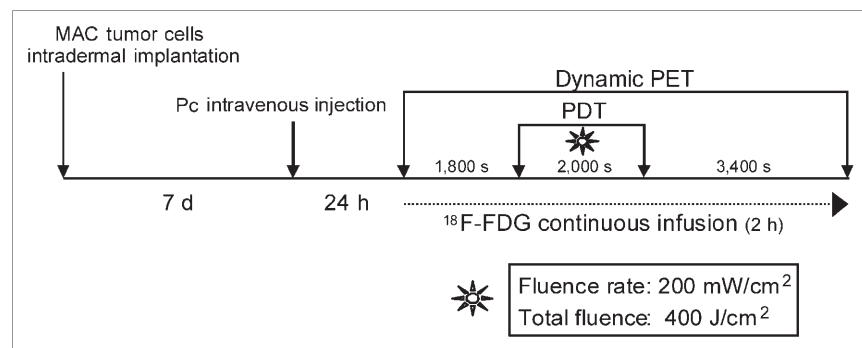 MAC tumor cells
intradermal implantation
Dynamic PET
Pc intravenous injection
PDT
1,800 s 2,000 s 3,400 s
7 d 24 h
¹⁸F-FDG continuous infusion (2 h)
Fluence rate: 200 mW/cm²
Total fluence: 400 J/cm²